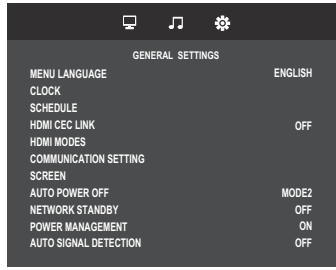 GENERAL SETTINGS
MENU LANGUAGE ENGLISH
CLOCK
SCHEDULE
HDMI CEC LINK OFF
HDMI MODES
COMMUNICATION SETTING
SCREEN
AUTO POWER OFF MODE2
NETWORK STANDBY OFF
POWER MANAGEMENT ON
AUTO SIGNAL DETECTION OFF